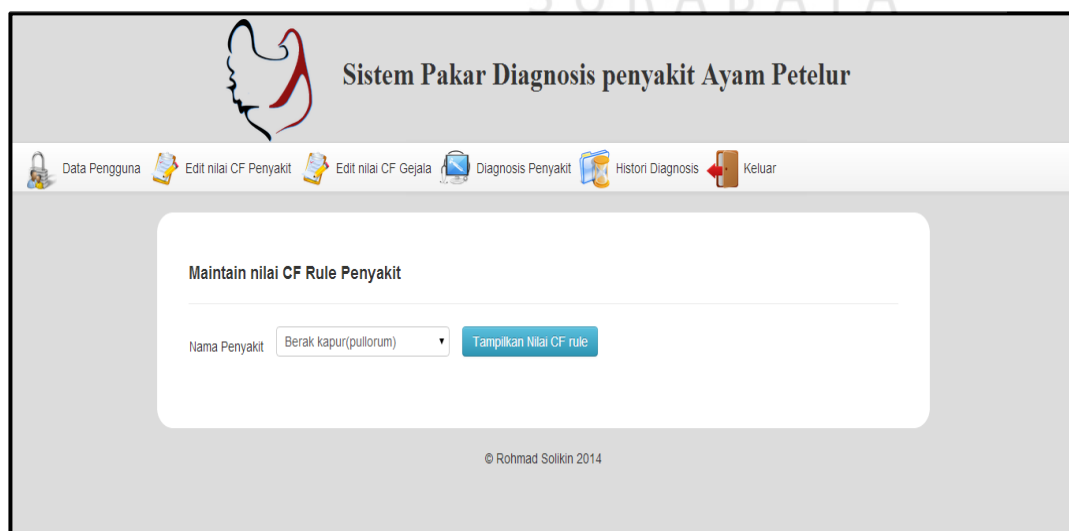 SURABAYA
Sistem Pakar Diagnosis penyakit Ayam Petelur
Data Pengguna Edit nilai CF Penyakit Edit nilai CF Gejala Diagnosis Penyakit Histori Diagnosis Keluar
Maintain nilai CF Rule Penyakit
Nama Penyakit Berak kapur(pullorum) Tampilkan Nilai CF rule
© Rohmad Solikin 2014